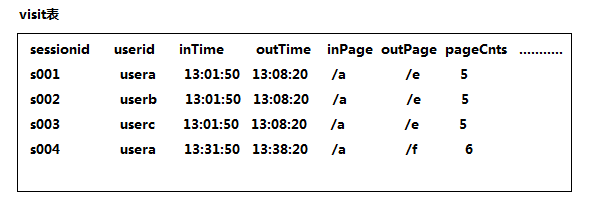 visit表
sessionid userid inTime outTime inPage outPage pageCnts ...........
s001 usera 13:01:50 13:08:20 /a /e 5
s002 userb 13:01:50 13:08:20 /a /e 5
s003 userc 13:01:50 13:08:20 /a /e 5
s004 usera 13:31:50 13:38:20 /a /f 6